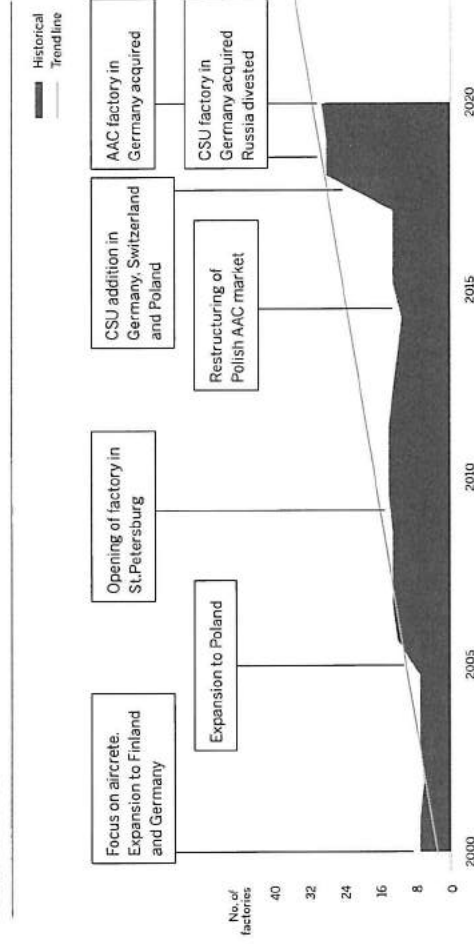 Historical
Trend line
Focus on aircrete.
Expansion to Finland
and Germany
Expansion to Poland
Opening of factory in
St.Petersburg
Restructuring of
Polish AAC market
CSU addition in
Germany, Switzerland
and Poland
AAC factory in
Germany acquired
CSU factory in
Germany acquired
Russia divested
No. of
factories
40
32
24
16
8
0
2000
2005
2010
2015
2020